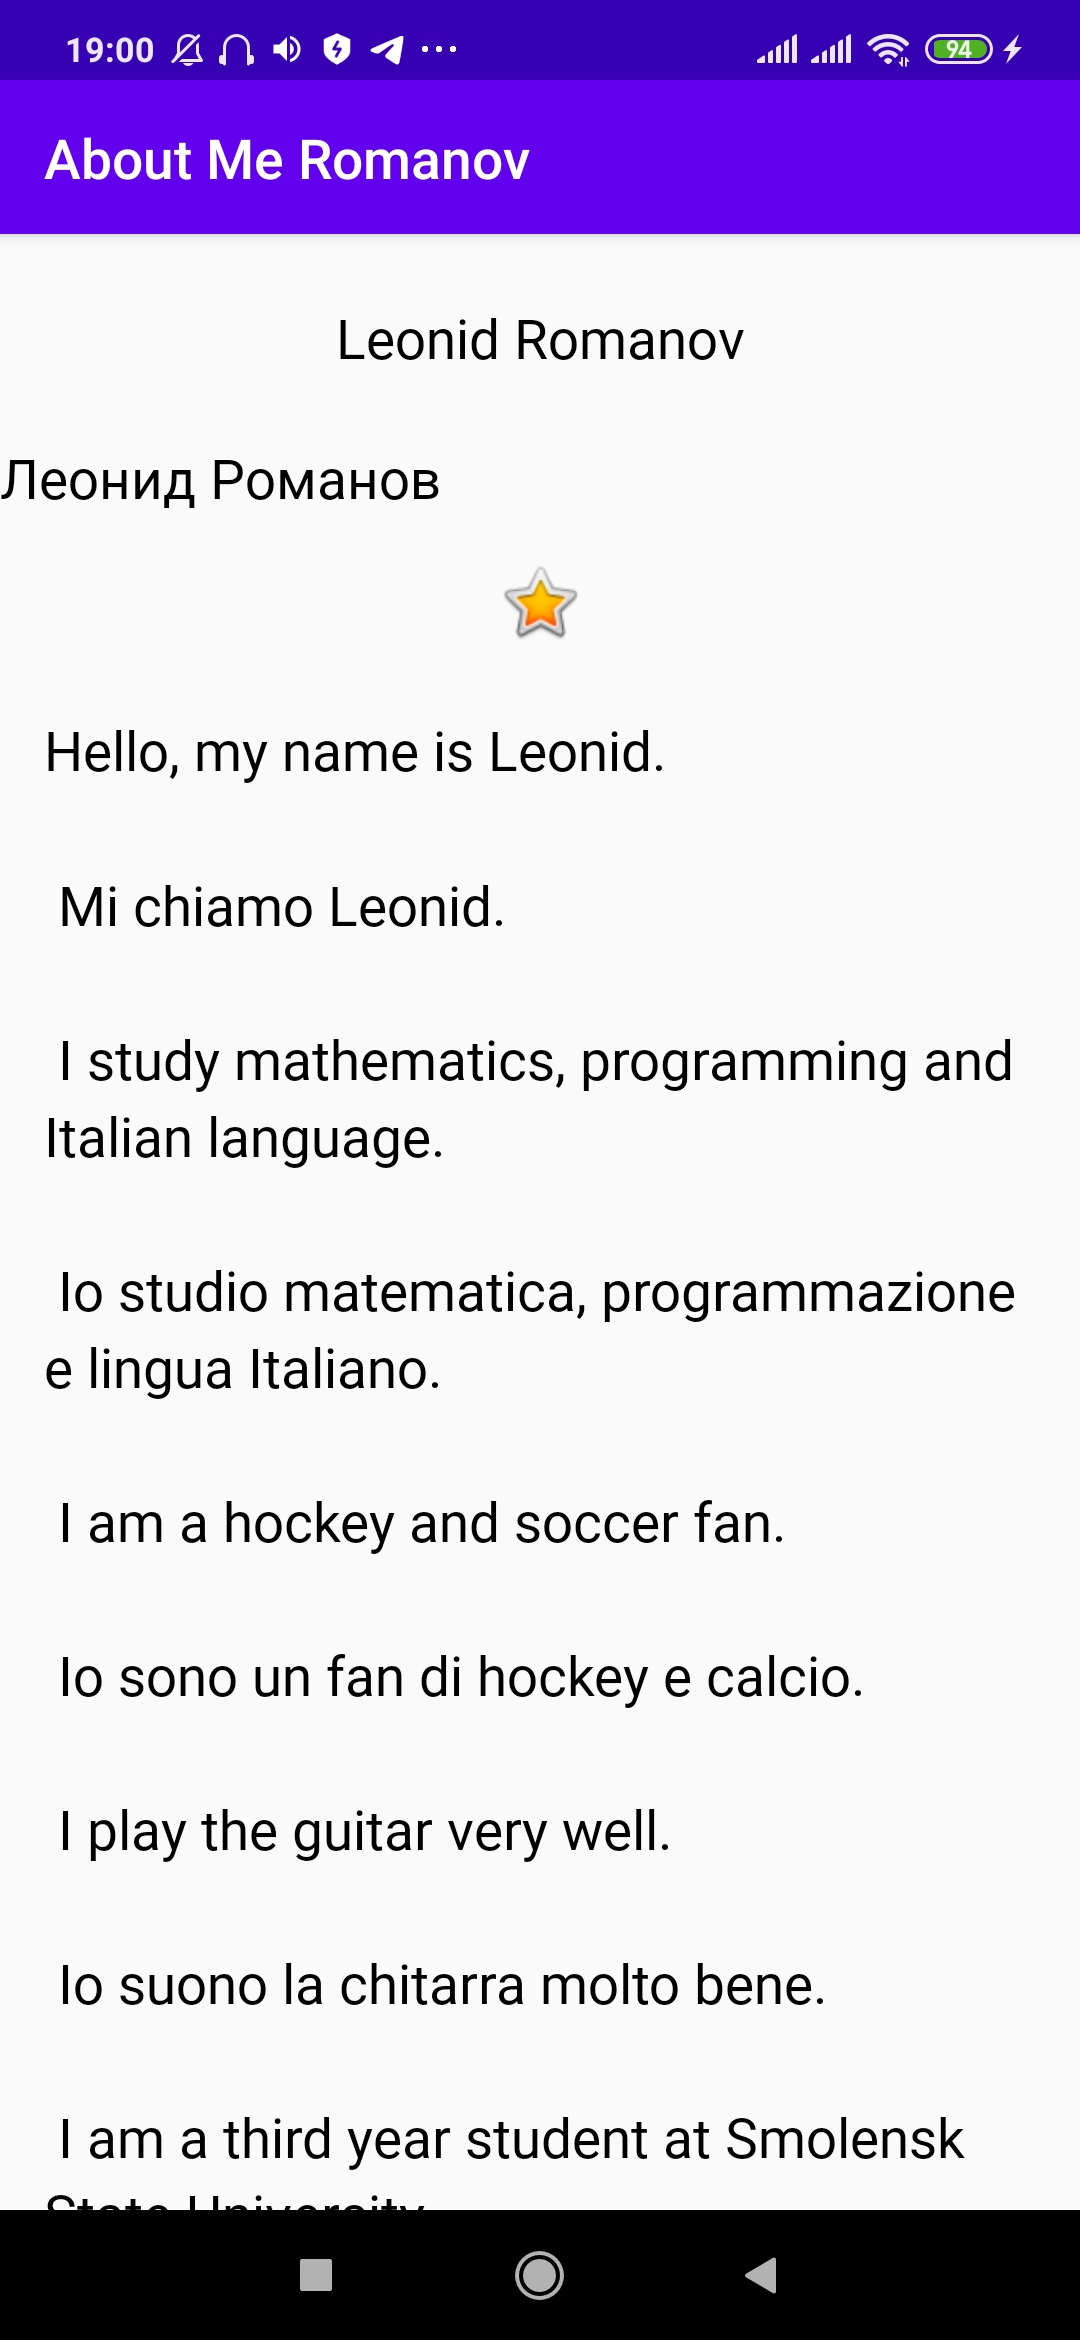 19:00
94
About Me Romanov
Leonid Romanov
Леонид Романов
Hello, my name is Leonid.
Mi chiamo Leonid.
I study mathematics, programming and
Italian language.
Io studio matematica, programmazione
e lingua Italiano.
I am a hockey and soccer fan.
Io sono un fan di hockey e calcio.
I play the guitar very well.
Io suono la chitarra molto bene.
I am a third year student at Smolensk
State University.